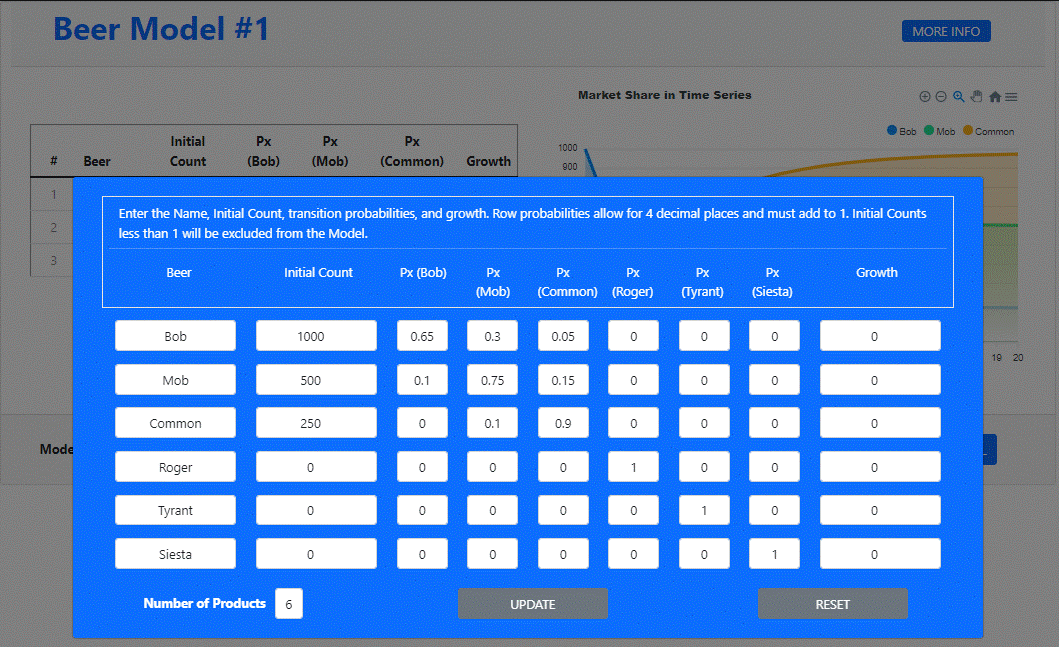 Beer Model #1
MORE INFO
Market Share in Time Series
Bob Mob Common
# Beer Initial Count Px (Bob) Px (Mob) Px (Common) Growth
1000
900
1
2
3
Enter the Name, Initial Count, transition probabilities, and growth. Row probabilities allow for 4 decimal places and must add to 1. Initial Counts
less than 1 will be excluded from the Model.
Beer Initial Count Px (Bob) Px (Mob) Px (Common) Px (Roger) Px (Tyrant) Px (Siesta) Growth
Bob 1000 0.65 0.3 0.05 0 0 0 0
Mob 500 0.1 0.75 0.15 0 0 0 0
Common 250 0 0.1 0.9 0 0 0 0
Roger 0 0 0 0 1 0 0 0
Tyrant 0 0 0 0 0 1 0 0
Siesta 0 0 0 0 0 0 1 0
19 20
Mode
Number of Products 6 UPDATE RESET